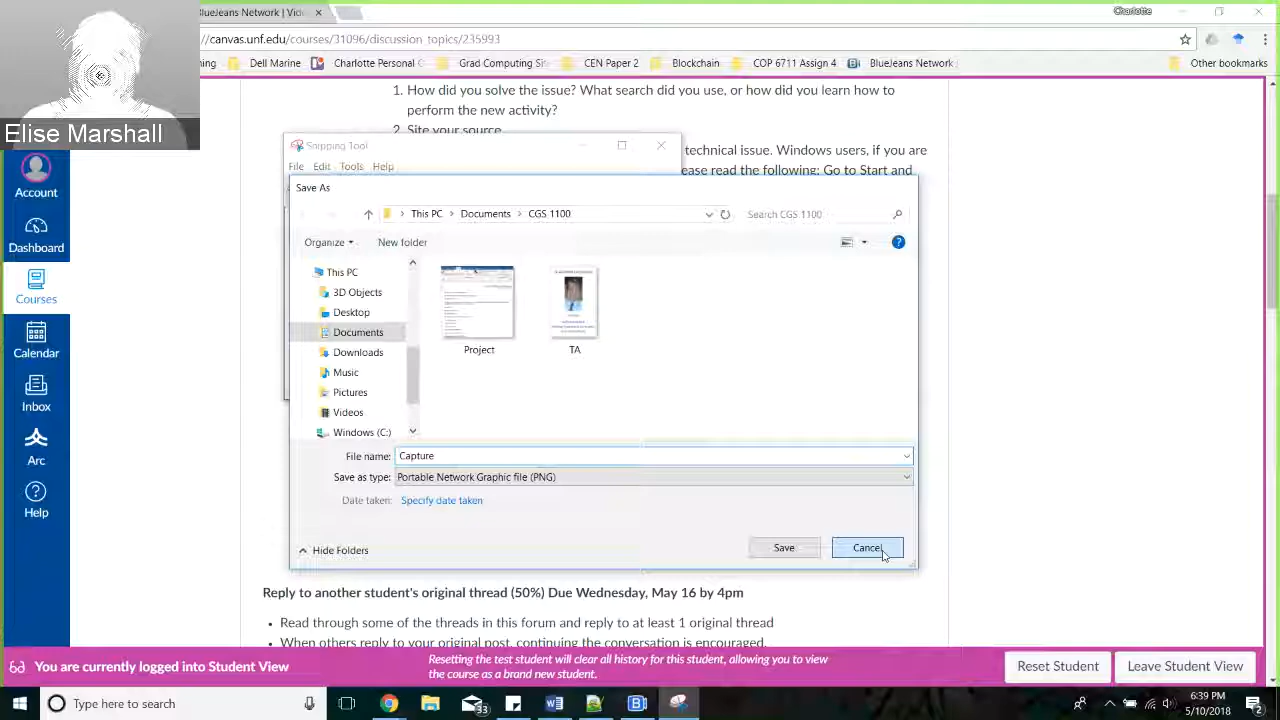 BlueJeans Network | Vide
Charlotte
//canvas.unf.edu/courses/31096/discussion_topics/235993
ning Dell Marine Charlotte Personal C Grad Computing Site CEN Paper 2 Blockchain COP 6711 Assign 4 BlueJeans Network Other bookmarks
Elise Marshall
Account
Dashboard
Courses
Calendar
Inbox
Arc
Help
1. How did you solve the issue? What search did you use, or how did you learn how to
perform the new activity?
2. Site your source
technical issue. Windows users, if you are
ease read the following: Go to Start and
Snipping Tool
File Edit Tools Help
Save As
This PC > Documents > CGS 1100
Search CGS 1100
Organize New folder
This PC
3D Objects
Desktop
Documents
Downloads
Music
Pictures
Videos
Windows (C:)
Project
TA
File name: Capture
Save as type: Portable Network Graphic file (PNG)
Date taken: Specify date taken
Hide Folders
Save
Cancel
Reply to another student's original thread (50%) Due Wednesday, May 16 by 4pm
• Read through some of the threads in this forum and reply to at least 1 original thread
• When others reply to your original post, continuing the conversation is encouraged.
You are currently logged into Student View
Resetting the test student will clear all history for this student, allowing you to view
the course as a brand new student.
Reset Student
Leave Student View
Type here to search
6:39 PM
5/10/2018